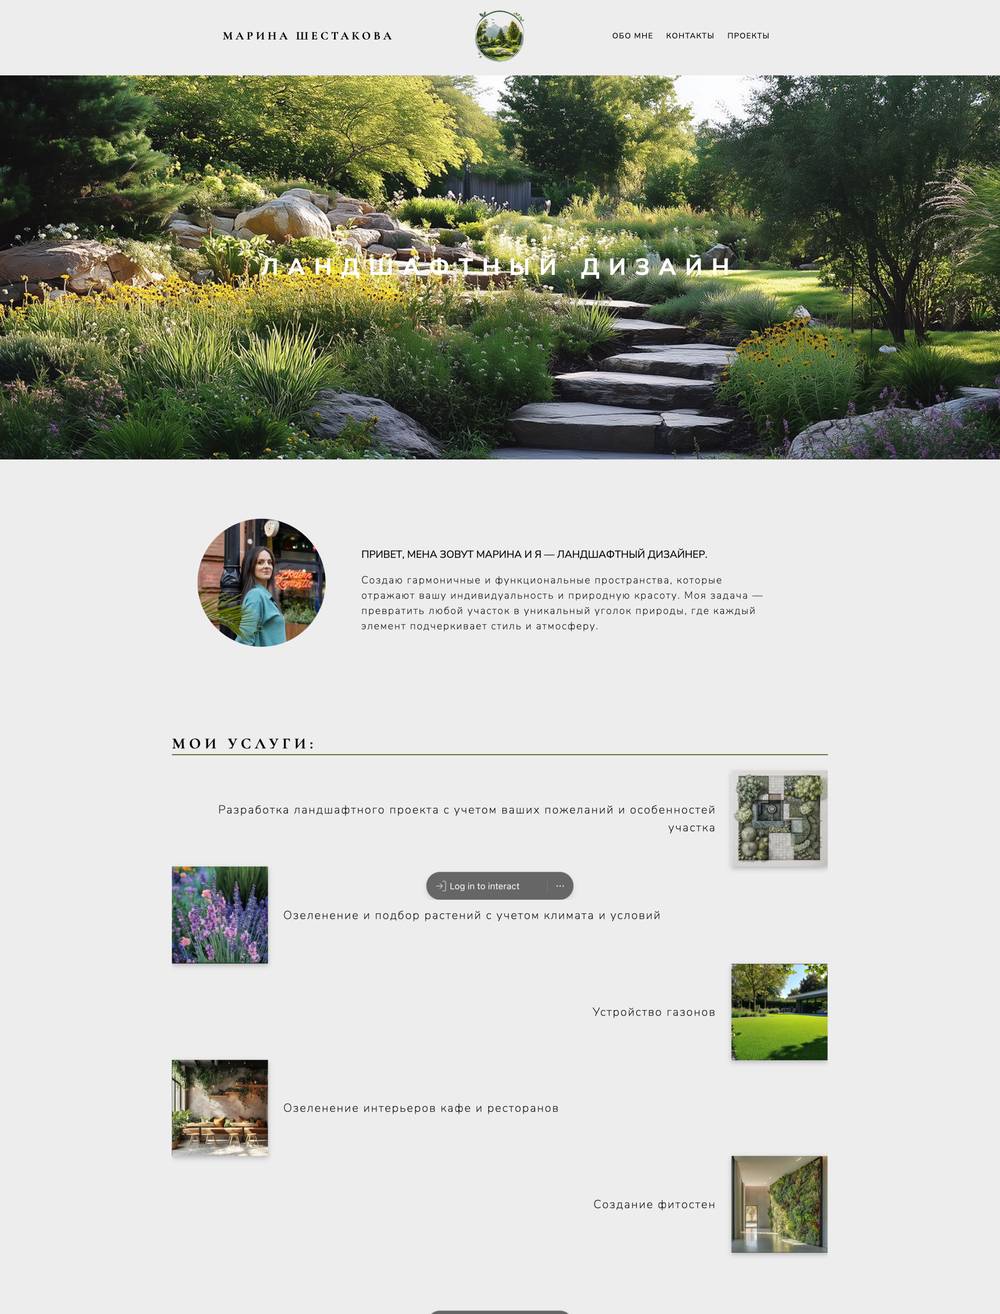 МАРИНА ШЕСТАКОВА
ОБО МНЕ КОНТАКТЫ ПРОЕКТЫ
ЛАНДШАФТНЫЙ ДИЗАЙН
ПРИВЕТ, МЕНА ЗОВУТ МАРИНА И Я — ЛАНДШАФТНЫЙ ДИЗАЙНЕР.
Создаю гармоничные и функциональные пространства, которые
отражают вашу индивидуальность и природную красоту. Моя задача —
превратить любой участок в уникальный уголок природы, где каждый
элемент подчеркивает стиль и атмосферу.
МОИ УСЛУГИ:
Разработка ландшафтного проекта с учетом ваших пожеланий и особенностей
участка
Log in to interact
Озеленение и подбор растений с учетом климата и условий
Устройство газонов
Озеленение интерьеров кафе и ресторанов
Создание фитостен